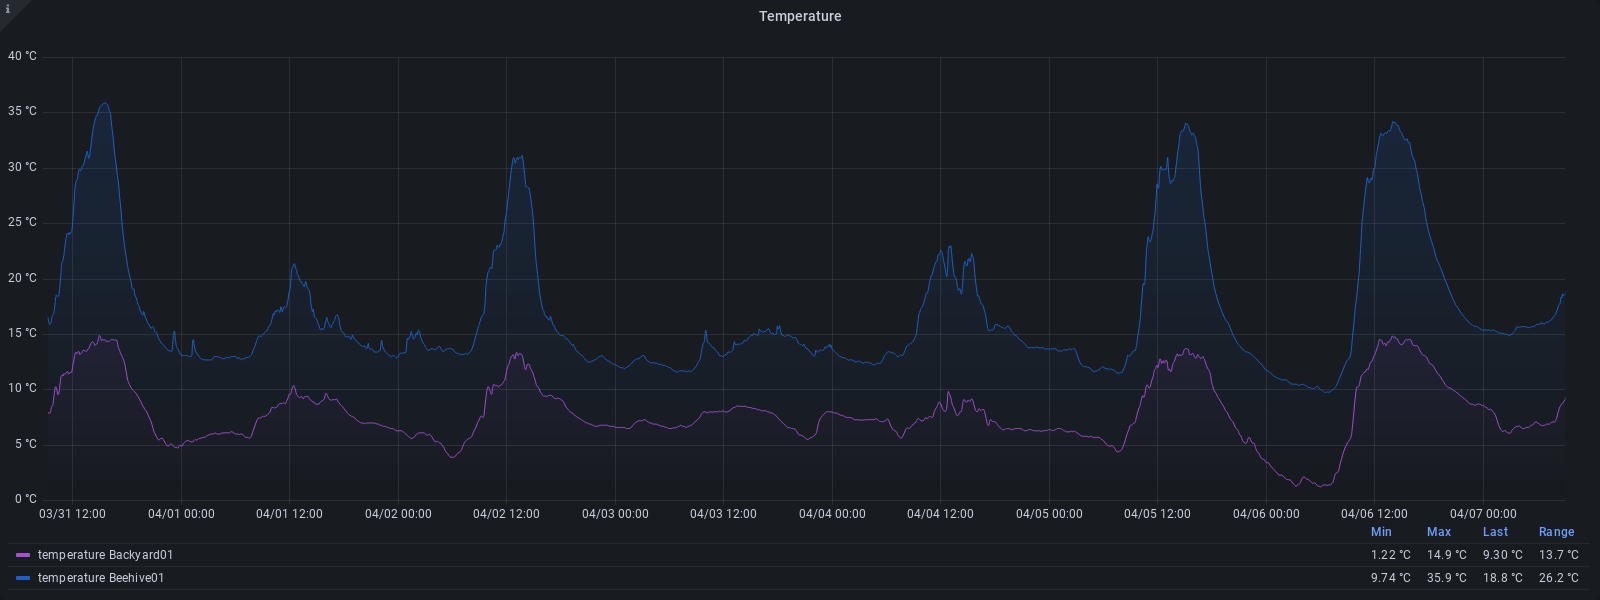 i
Temperature
40 °C
35 °C
30 °C
25 °C
20 °C
15 °C
10 °C
5 °C
0 °C
03/31 12:00 04/01 00:00 04/01 12:00 04/02 00:00 04/02 12:00 04/03 00:00 04/03 12:00 04/04 00:00 04/04 12:00 04/05 00:00 04/05 12:00 04/06 00:00 04/06 12:00 04/07 00:00
Min Max Last Range
temperature Backyard01 1.22 °C 14.9 °C 9.30 °C 13.7 °C
temperature Beehive01 9.74 °C 35.9 °C 18.8 °C 26.2 °C